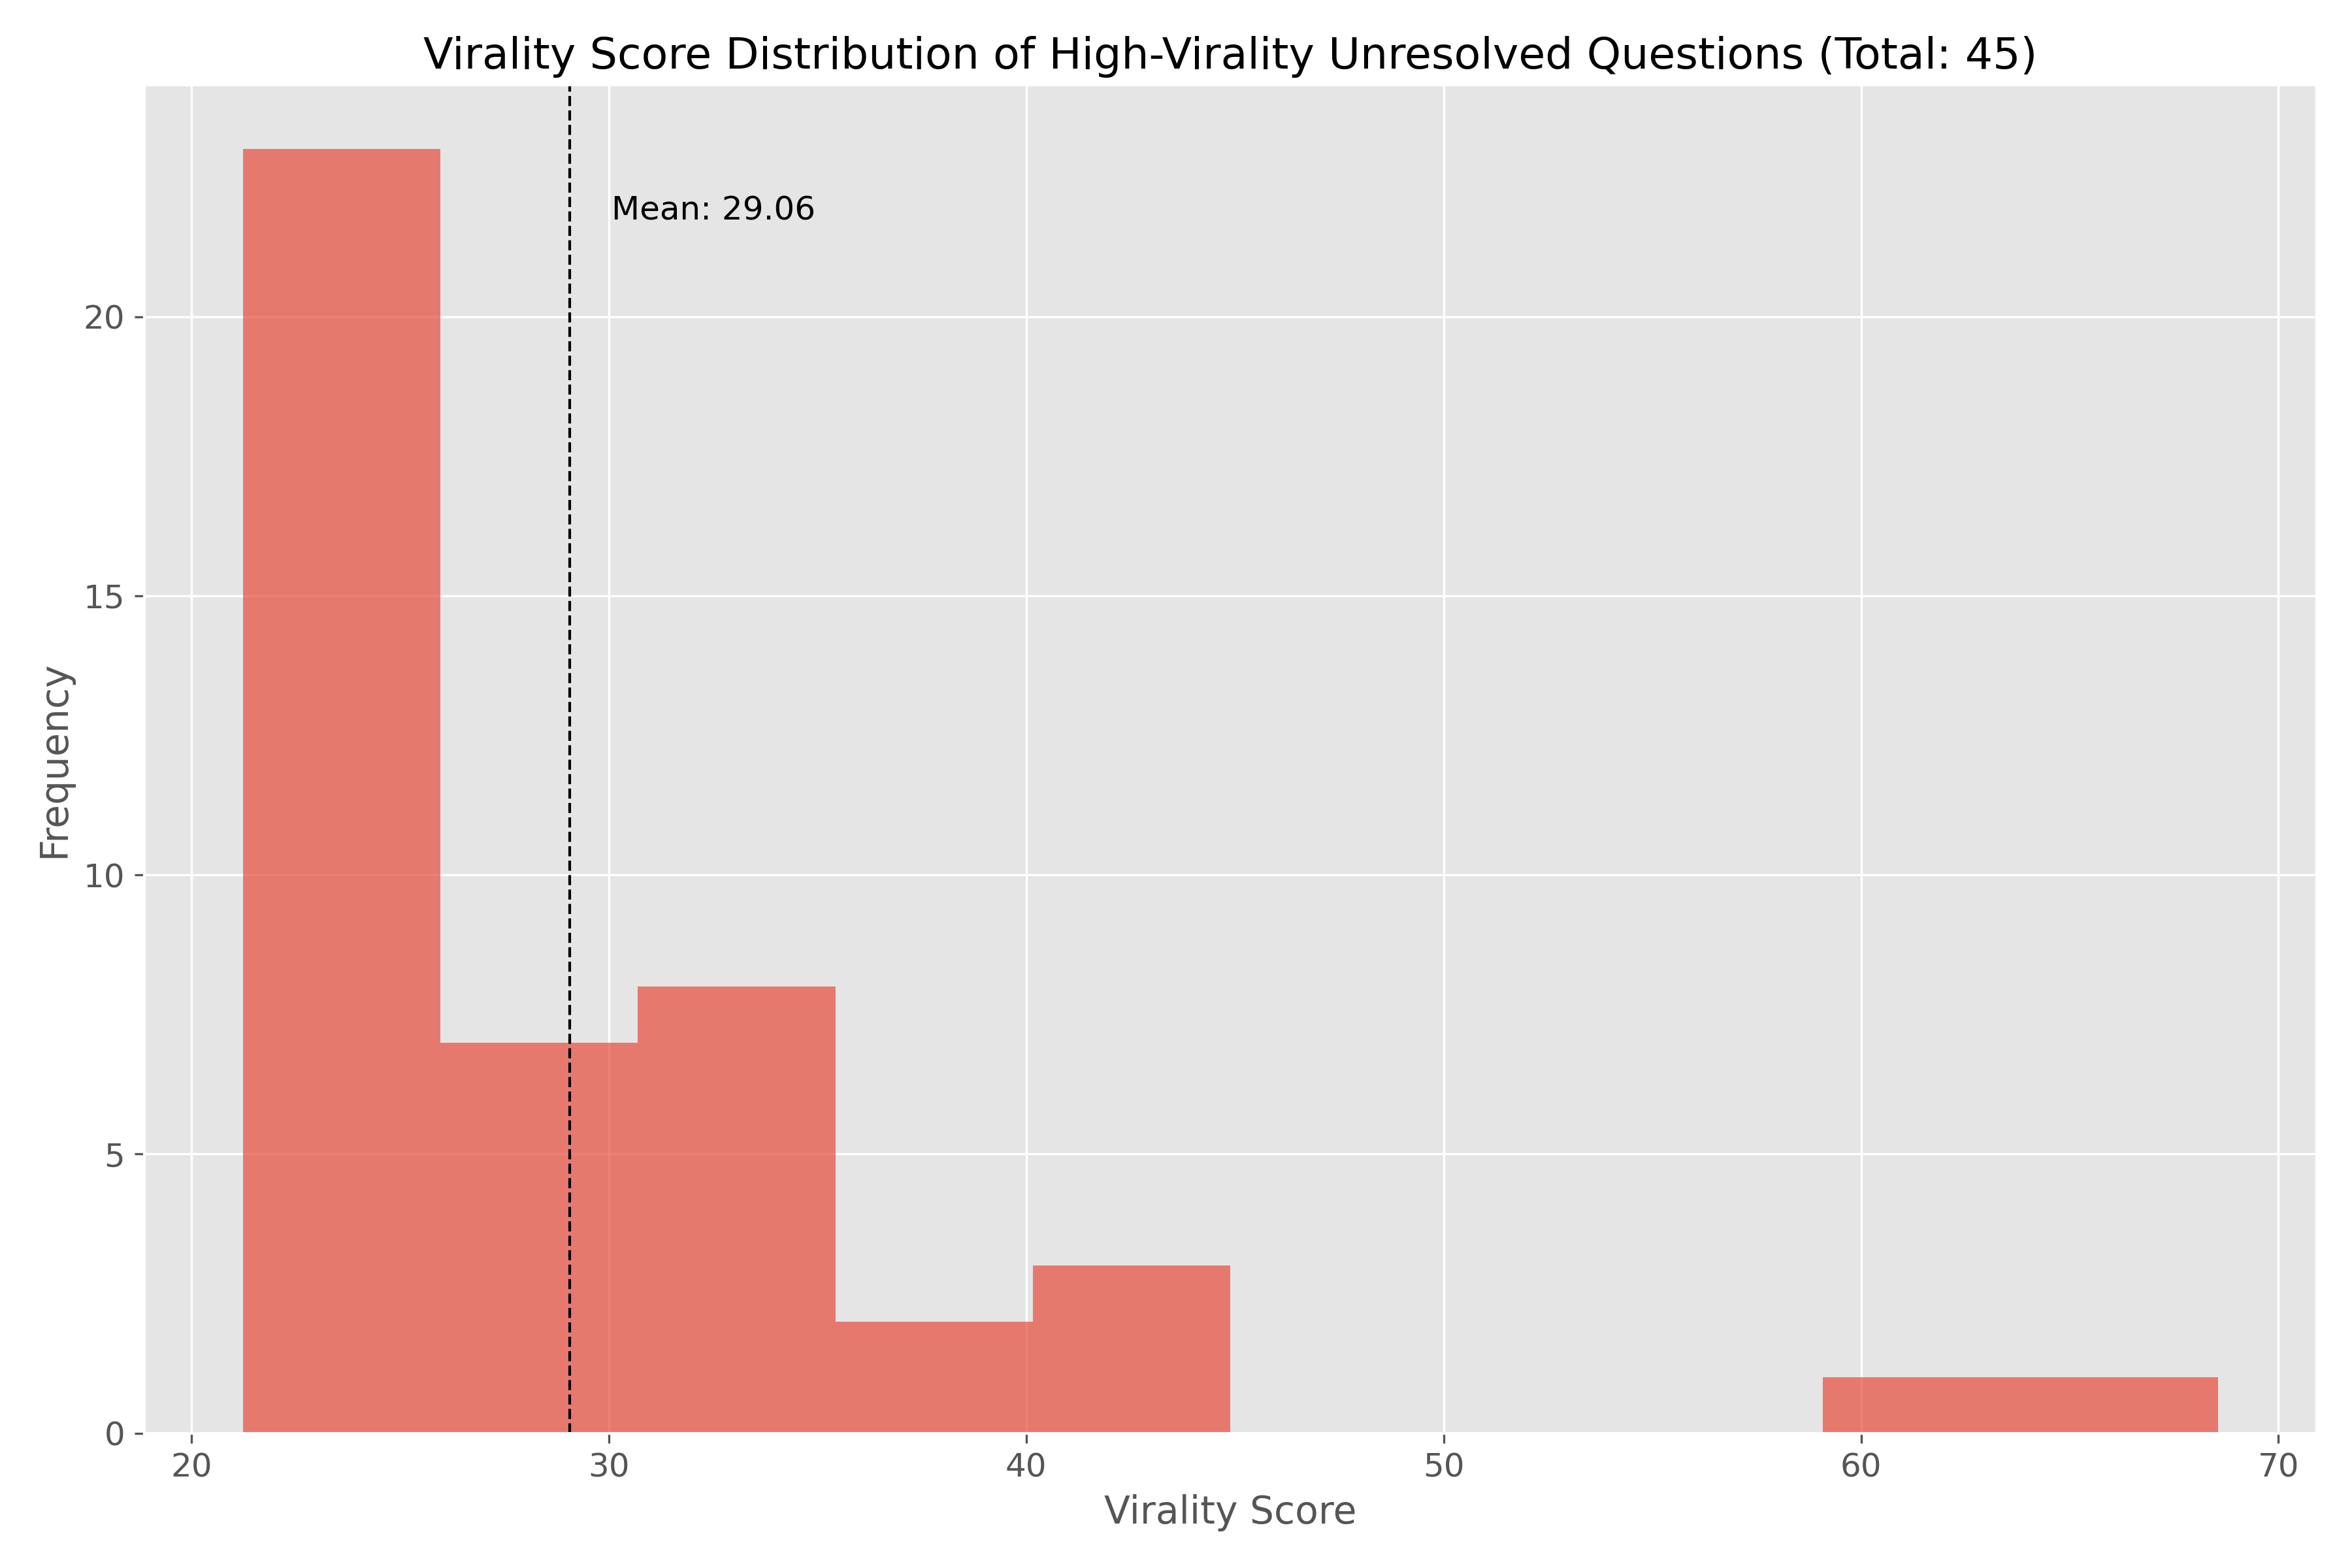 Virality Score Distribution of High-Virality Unresolved Questions (Total: 45)
Mean: 29.06
Frequency
20
15
10
5
0
20 30 40 50 60 70
Virality Score